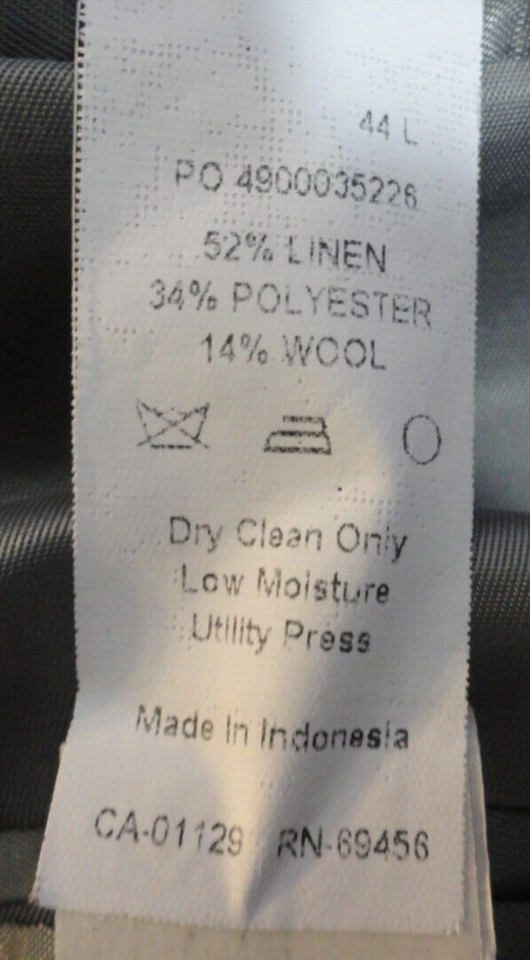 44 L
PO 4900035226
52% LINEN
34% POLYESTER
14% WOOL
Dry Clean Only
Low Moisture
Utility Press
Made In Indonesia
CA-01129 RN-69456